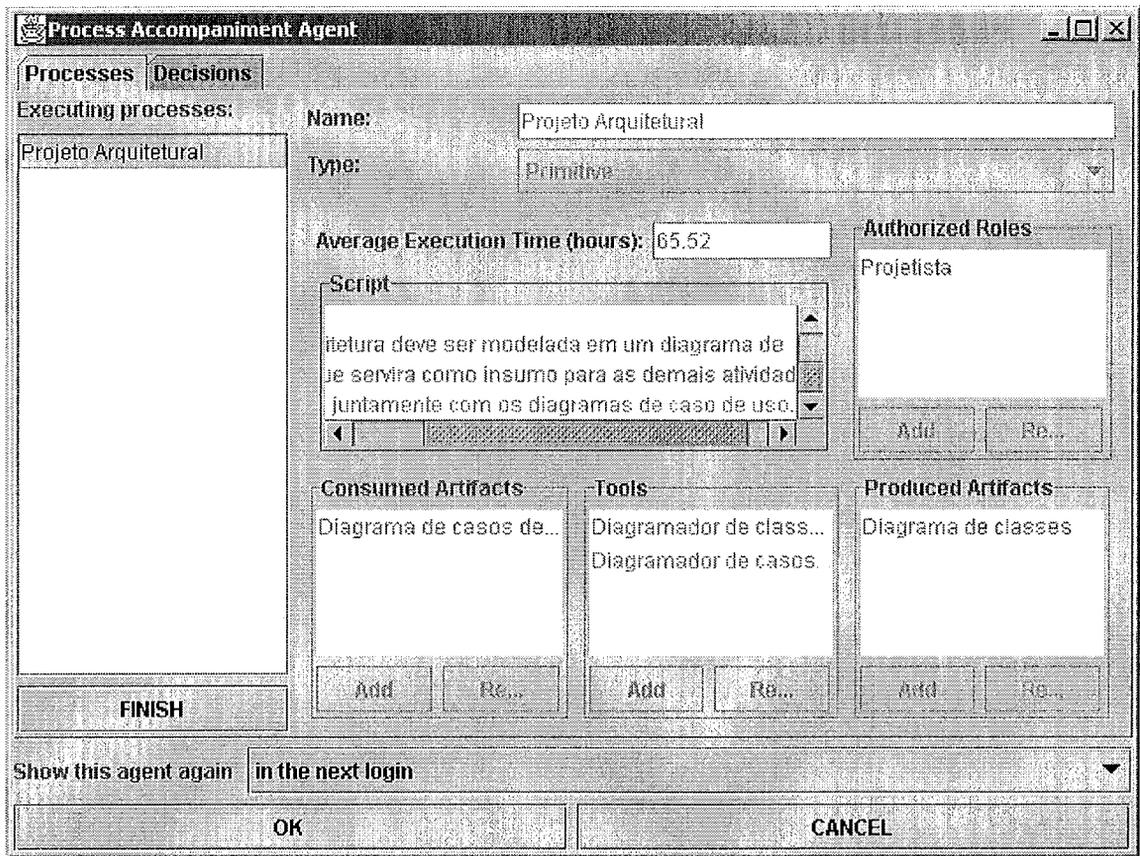 Process Accompaniment Agent
Processes Decisions
Executing processes:
Projeto Arquitetural
FINISH
Name: Projeto Arquitetural
Type: Primitive
Average Execution Time (hours): 65.52
Script
itetura deve ser modelada em um diagrama de
ue servira como insumo para as demais atividad
juntamente com os diagramas de caso de uso.
Authorized Roles
Projetista
Add Re...
Consumed Artifacts
Diagrama de casos de...
Add Re...
Tools
Diagramador de class...
Diagramador de casos.
Add Re...
Produced Artifacts
Diagrama de classes
Add Re...
Show this agent again in the next login
OK CANCEL